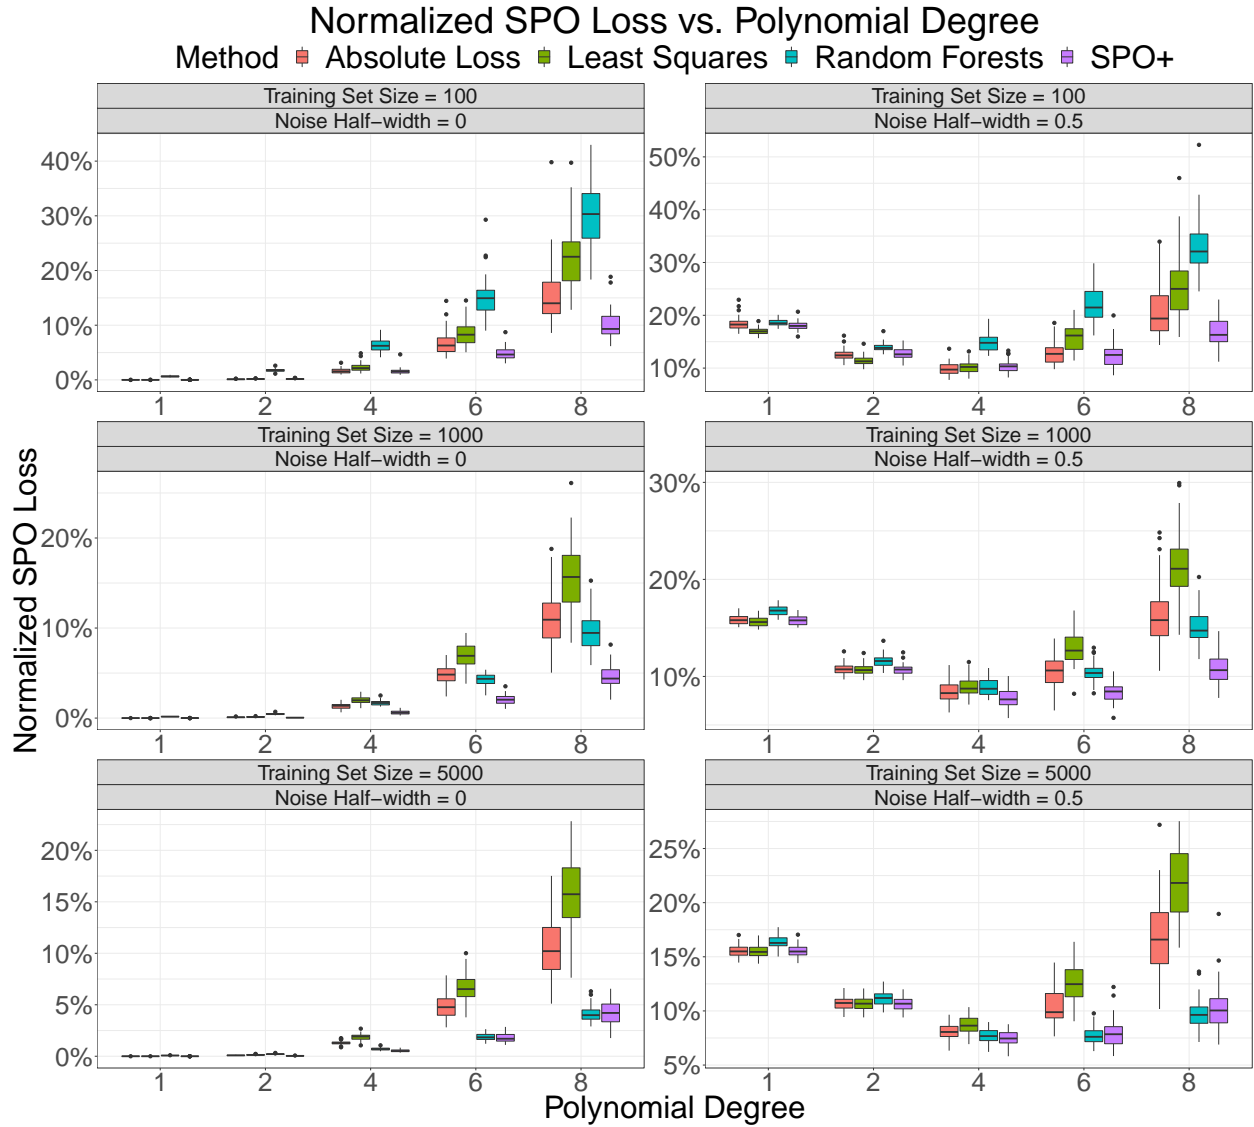 Normalized SPO Loss vs. Polynomial Degree
Method Absolute Loss Least Squares Random Forests SPO+
Training Set Size = 100
Noise Half−width = 0
40%
30%
20%
10%
0%
1 2 4 6 8
Training Set Size = 100
Noise Half−width = 0.5
50%
40%
30%
20%
10%
1 2 4 6 8
Training Set Size = 1000
Noise Half−width = 0
20%
10%
0%
1 2 4 6 8
Training Set Size = 1000
Noise Half−width = 0.5
30%
20%
10%
1 2 4 6 8
Training Set Size = 5000
Noise Half−width = 0
20%
15%
10%
5%
0%
1 2 4 6 8
Training Set Size = 5000
Noise Half−width = 0.5
25%
20%
15%
10%
5%
1 2 4 6 8
Normalized SPO Loss
Polynomial Degree